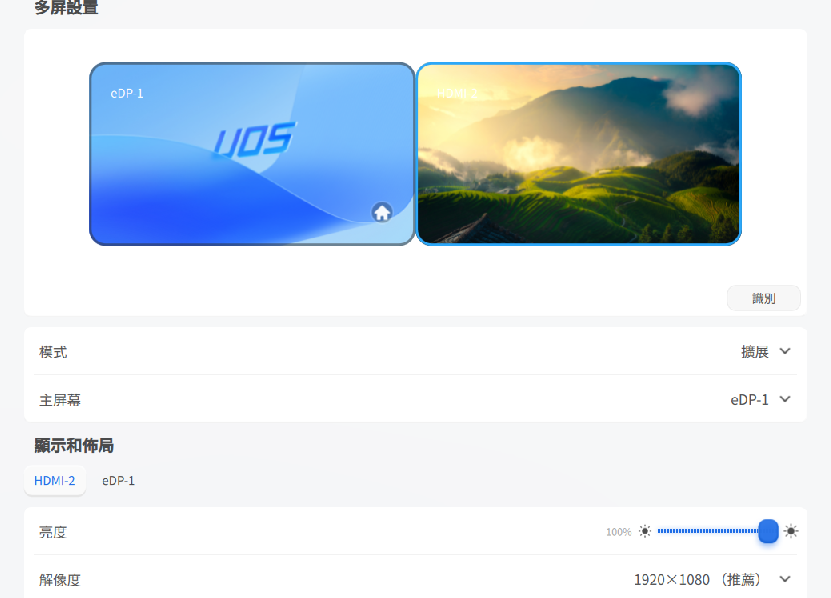 多屏設置
eDP-1
HDMI-2
UOS
識別
模式
擴展
主屏幕
eDP-1
顯示和佈局
HDMI-2
eDP-1
亮度
100%
解像度
1920×1080 （推薦）